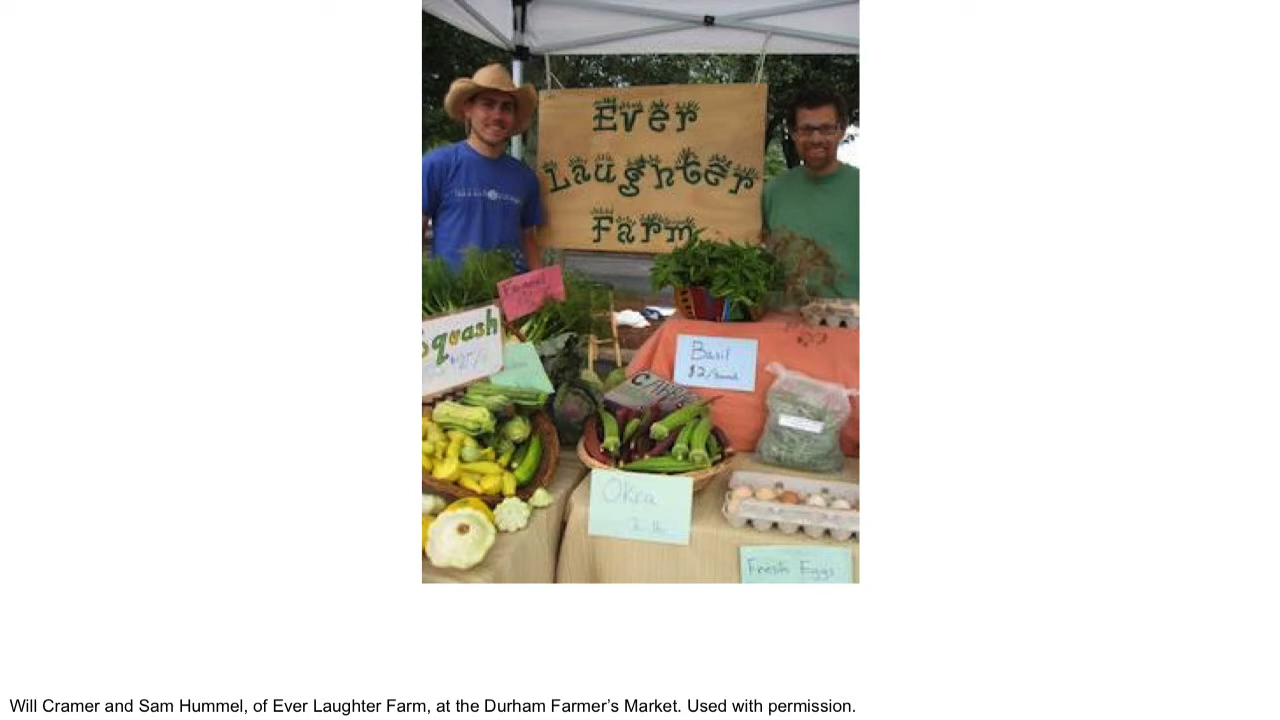 Ever
Laughter
Farm
Fennel
Squash
Basil
$2/bunch
Okra
Fresh Eggs
Will Cramer and Sam Hummel, of Ever Laughter Farm, at the Durham Farmer’s Market. Used with permission.